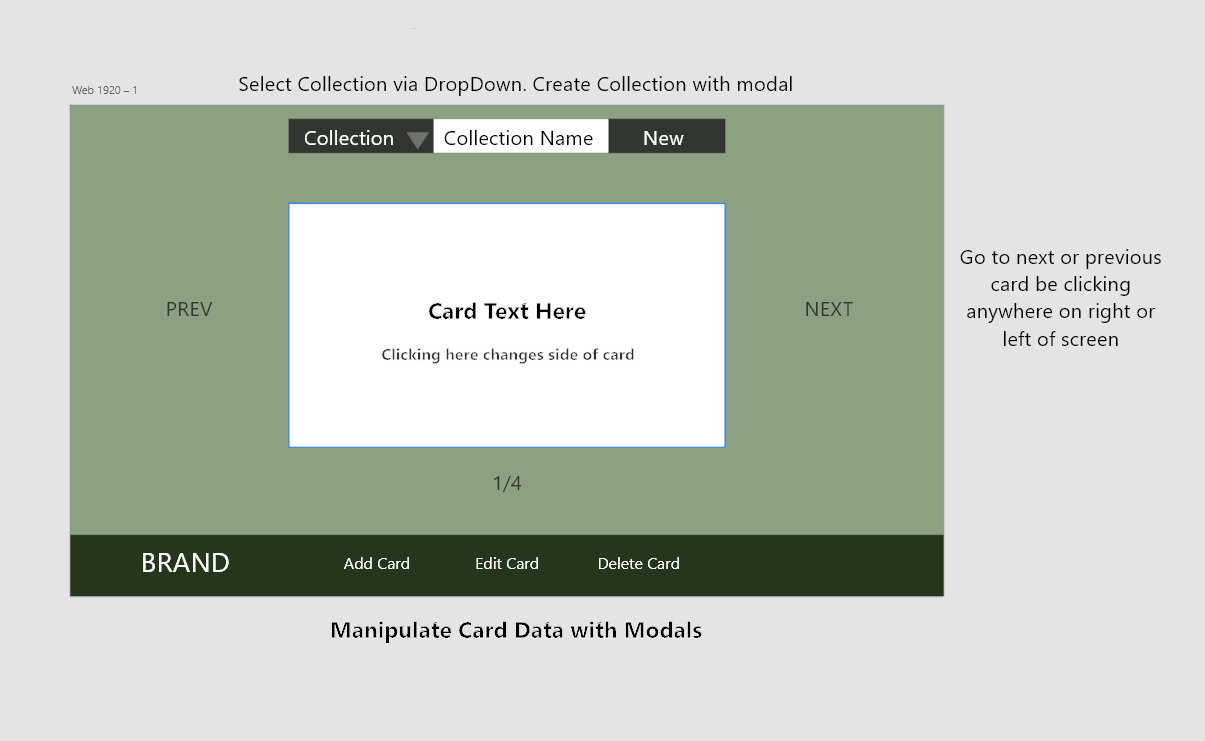 Select Collection via DropDown. Create Collection with modal
Web 1920 – 1
Collection Collection Name New
Go to next or previous
card be clicking
anywhere on right or
left of screen
PREV
Card Text Here
NEXT
Clicking here changes side of card
1/4
BRAND Add Card Edit Card Delete Card
Manipulate Card Data with Modals